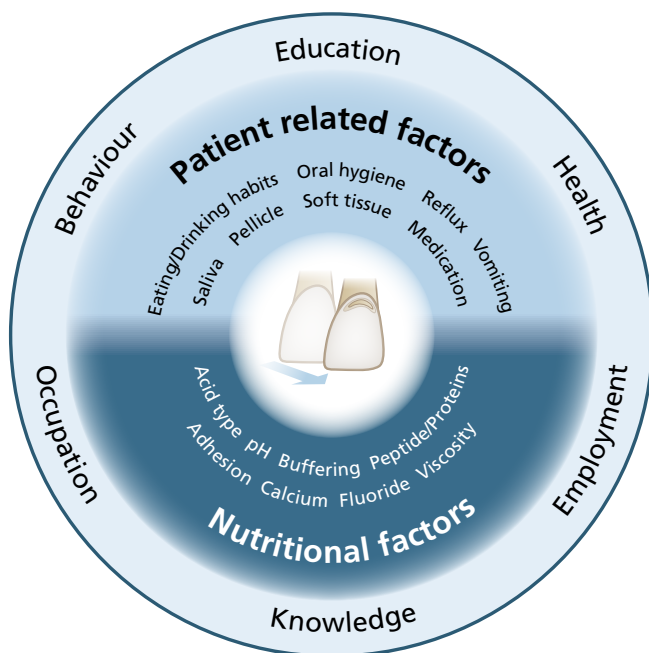 Education
Behaviour
Health
Patient related factors
Eating/Drinking habits
Oral hygiene
Reflux
Vomiting
Saliva
Pellicle
Soft tissue
Medication
Acid type pH Buffering Peptide/Proteins
Adhesion Calcium Fluoride Viscosity
Nutritional factors
Occupation
Employment
Knowledge